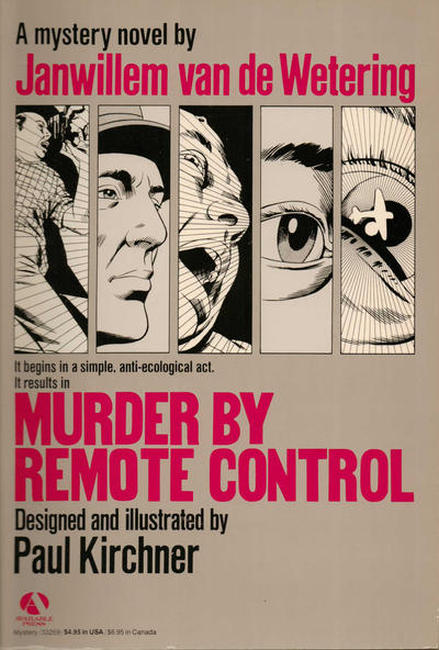 A mystery novel by
Janwillem van de Wetering
It begins in a simple, anti-ecological act.
It results in
MURDER BY
REMOTE CONTROL
Designed and illustrated by
Paul Kirchner
A
AVAILABLE
PRESS
Mystery/33269/$4.95 in USA/$6.95 in Canada